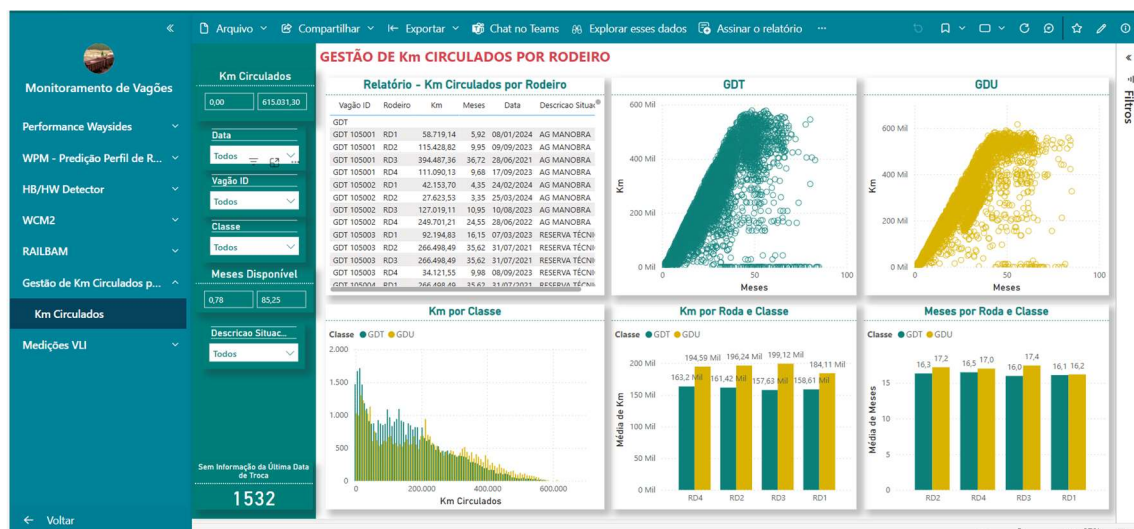 Arquivo
Compartilhar
Exportar
Chat no Teams
Explorar esses dados
Assinar o relatório
...
Monitoramento de Vagões
Performance Waysides
WPM - Predição Perfil de R...
HB/HW Detector
WCM2
RAILBAM
Gestão de Km Circulados p...
Km Circulados
Medições VLI
Voltar
Km Circulados
0,00 615.031,30
Data
Todos
Vagão ID
Todos
Classe
Todos
Meses Disponível
0,78 85,25
Descricao Situac...
Todos
Sem Informação da Última Data
de Troca
1532
GESTÃO DE Km CIRCULADOS POR RODEIRO
Relatório - Km Circulados por Rodeiro
Vagão ID Rodeiro Km Meses Data Descricao Situac
GDT
GDT 105001 RD1 58.719,14 5,92 08/01/2024 AG MANOBRA
GDT 105001 RD2 115.428,82 9,95 09/09/2023 AG MANOBRA
GDT 105001 RD3 394.487,36 36,72 28/06/2021 AG MANOBRA
GDT 105001 RD4 111.090,13 9,68 17/09/2023 AG MANOBRA
GDT 105002 RD1 42.153,70 4,35 24/02/2024 AG MANOBRA
GDT 105002 RD2 27.623,53 3,35 25/03/2024 AG MANOBRA
GDT 105002 RD3 127.019,11 10,95 10/08/2023 AG MANOBRA
GDT 105002 RD4 249.701,21 24,55 28/06/2022 AG MANOBRA
GDT 105003 RD1 92.194,83 16,15 07/03/2023 RESERVA TÉCNI
GDT 105003 RD2 266.498,49 35,62 31/07/2021 RESERVA TÉCNI
GDT 105003 RD3 266.498,49 35,62 31/07/2021 RESERVA TÉCNI
GDT 105003 RD4 34.121,55 9,98 08/09/2023 RESERVA TÉCNI
GDT 105004 RD1 266.498,49 35,62 31/07/2021 RESERVA TÉCNI
GDT
600 Mil
400 Mil
200 Mil
0 Mil
Km
0 50 100
Meses
GDU
600 Mil
400 Mil
200 Mil
0 Mil
Km
0 50 100
Meses
Filtros
Km por Classe
Classe GDT GDU
2.000
1.500
1.000
500
0
0 200.000 400.000 600.000
Km Circulados
Km por Roda e Classe
Classe GDT GDU
194,59 Mil 196,24 Mil 199,12 Mil 184,11 Mil
163,2 Mil 161,42 Mil 157,63 Mil 158,61 Mil
200 Mil
150 Mil
100 Mil
50 Mil
0 Mil
Média de Km
RD4 RD2 RD3 RD1
Meses por Roda e Classe
Classe GDT GDU
16,3 17,2 16,5 17,0 16,0 17,4 16,1 16,2
15
10
5
0
Média de Meses
RD2 RD4 RD3 RD1